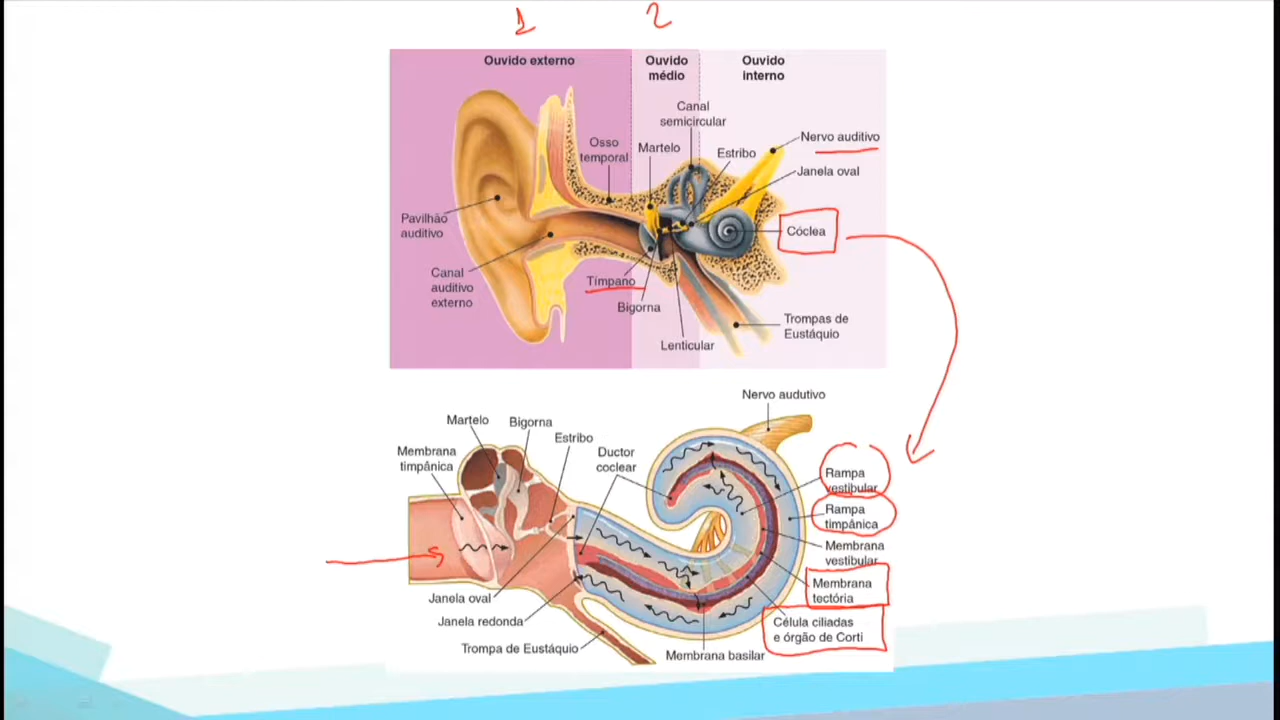 1 2
Ouvido externo
Ouvido
médio
Ouvido
interno
Canal
semicircular
Osso
temporal
Martelo
Estribo
Nervo auditivo
Janela oval
Pavilhão
auditivo
Cóclea
Canal
auditivo
externo
Tímpano
Bigorna
Lenticular
Trompas de
Eustáquio
Nervo audutivo
Martelo
Bigorna
Estribo
Membrana
timpânica
Ductor
coclear
Rampa
vestibular
Rampa
timpânica
Membrana
vestibular
Membrana
tectória
Célula ciliadas
e órgão de Corti
Janela oval
Janela redonda
Trompa de Eustáquio
Membrana basilar